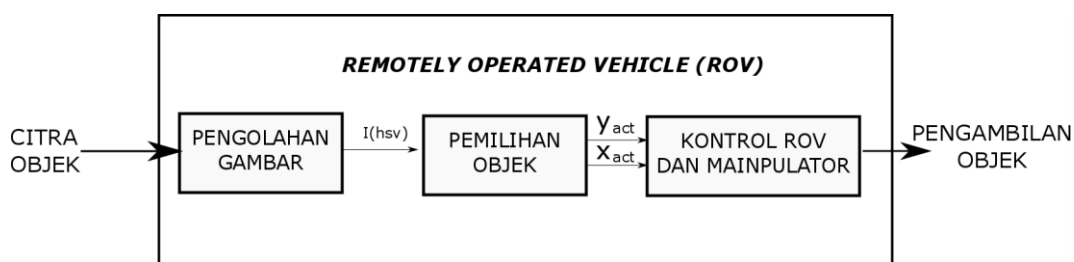 REMOTELY OPERATED VEHICLE (ROV)
CITRA
OBJEK
PENGOLAHAN
GAMBAR
I(hsv)
PEMILIHAN
OBJEK
yact
xact
KONTROL ROV
DAN MAINPULATOR
PENGAMBILAN
OBJEK